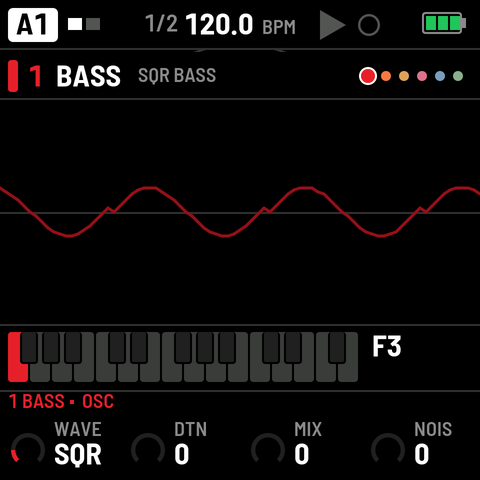 A1 1/2 120.0 BPM
1 BASS SQR BASS
F3
1 BASS • OSC
WAVE DTN MIX NOIS
SQR 0 0 0